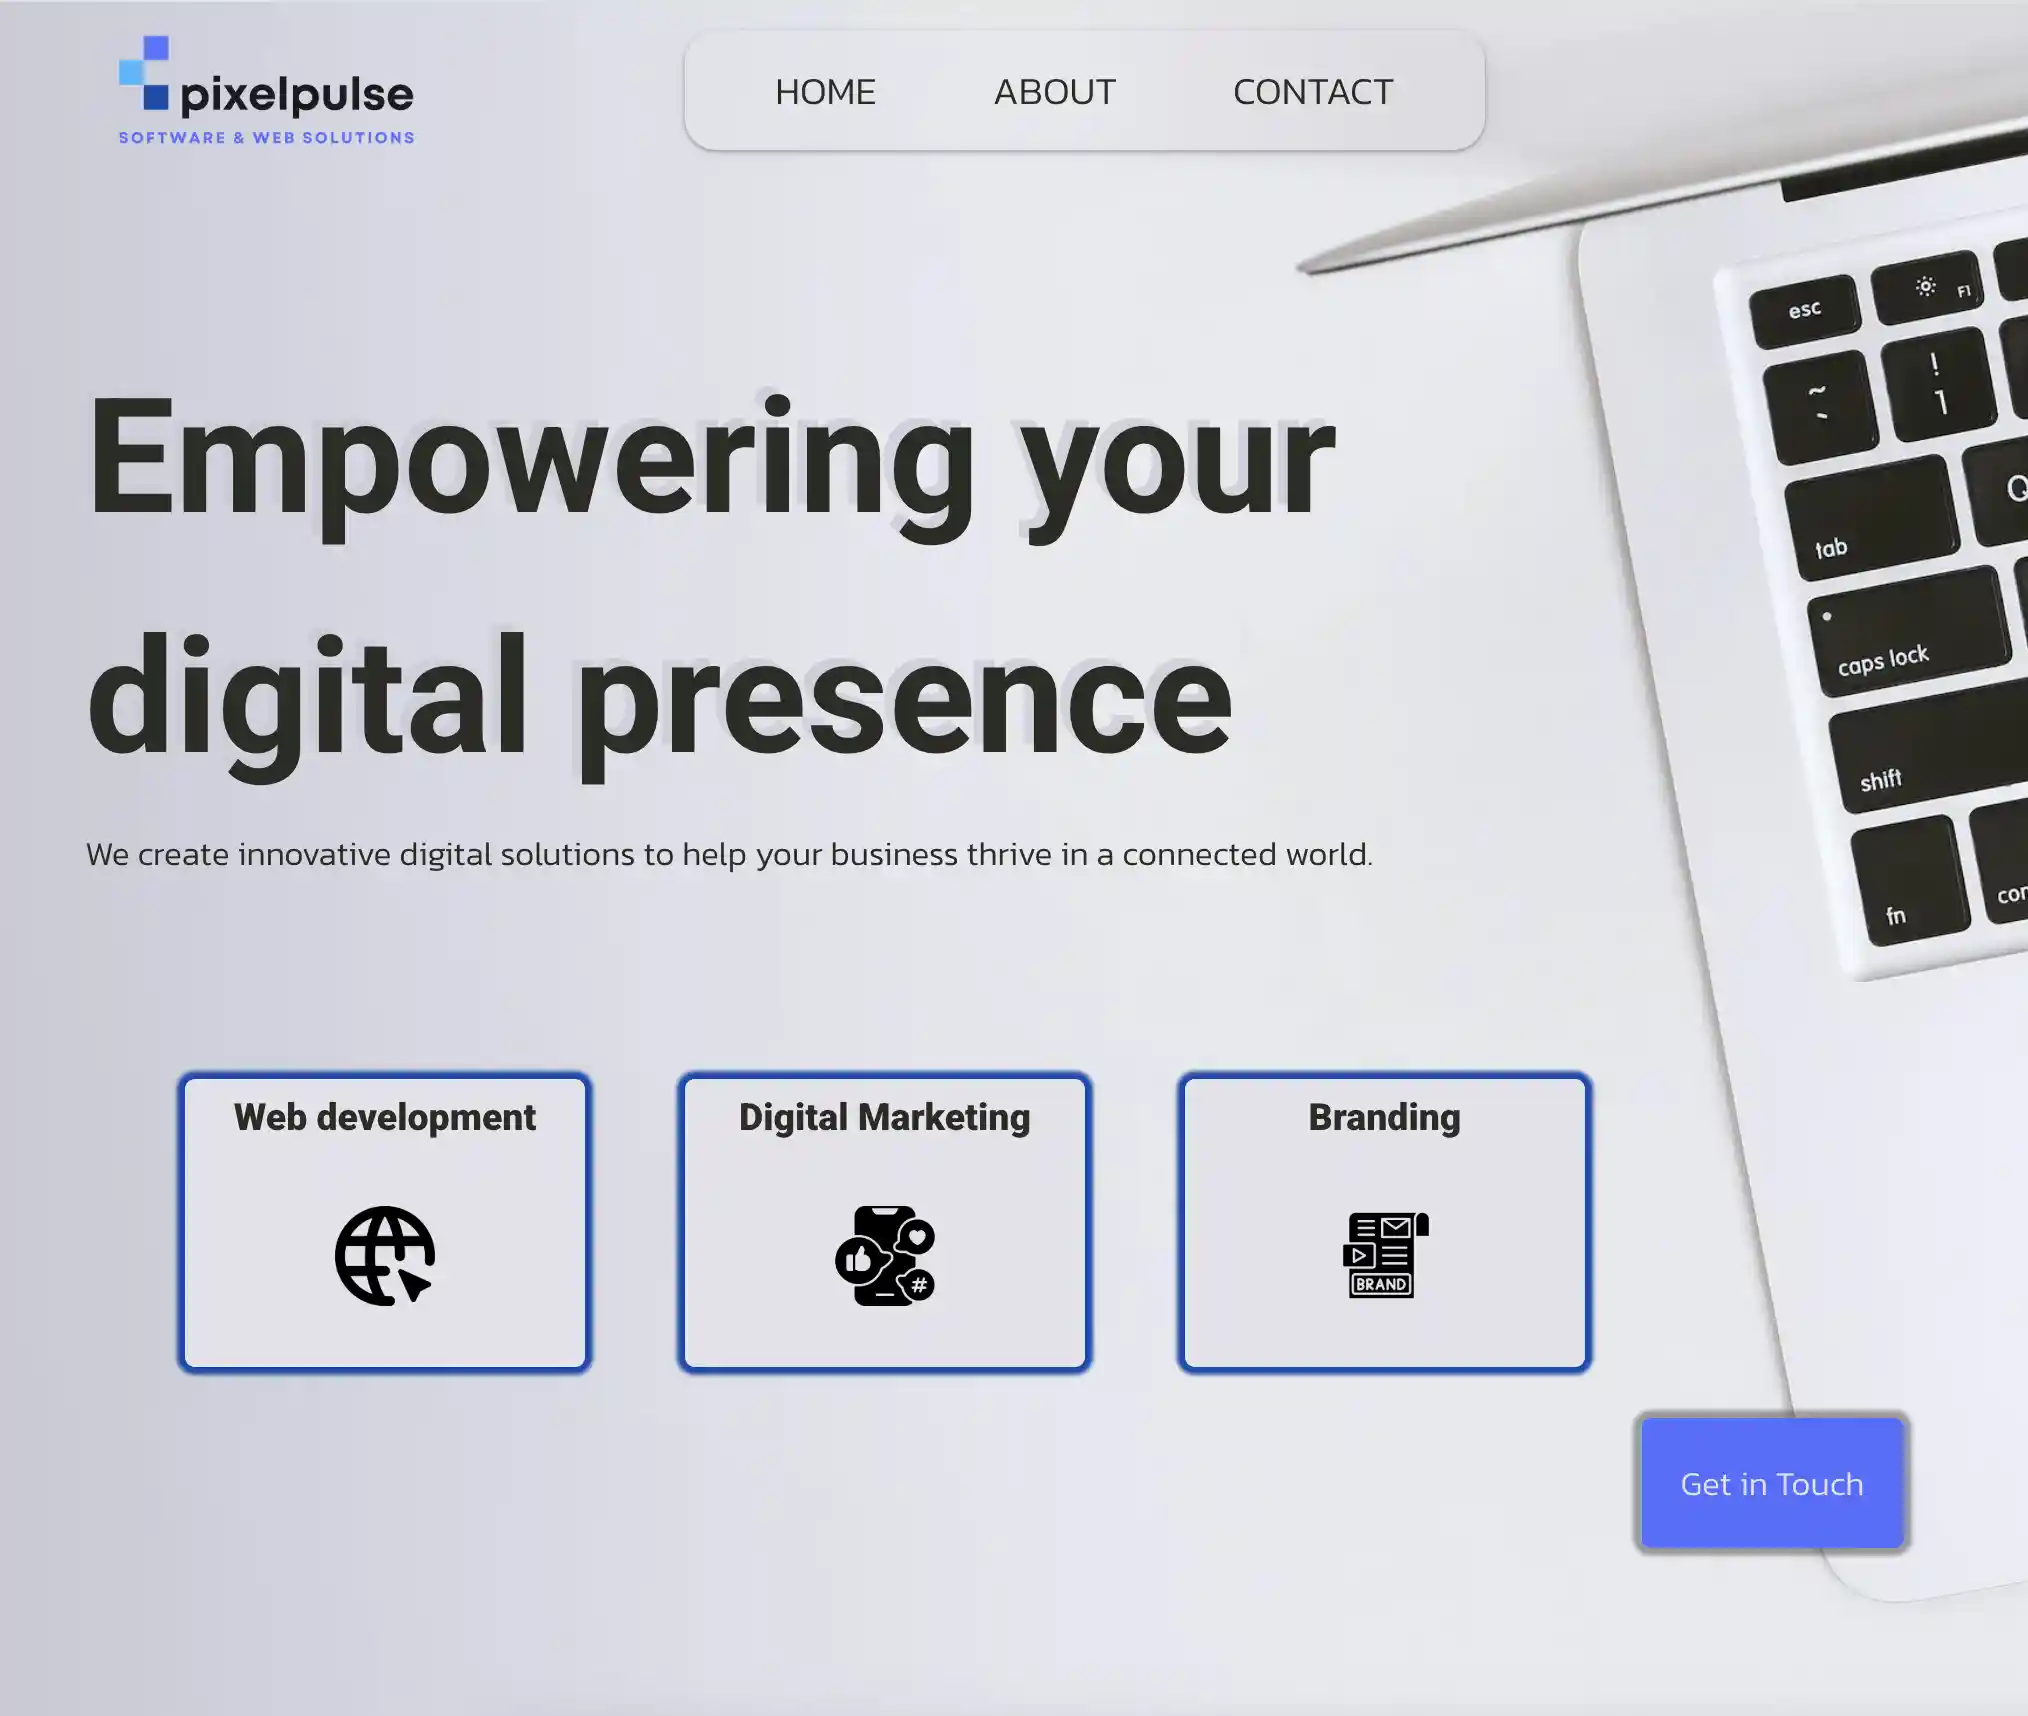 pixelpulse
SOFTWARE & WEB SOLUTIONS
HOME ABOUT CONTACT
Empowering your
digital presence
We create innovative digital solutions to help your business thrive in a connected world.
Web development
Digital Marketing
Branding
#
BRAND
Get in Touch
esc
F1
~
`
!
1
tab
Q
caps lock
shift
fn